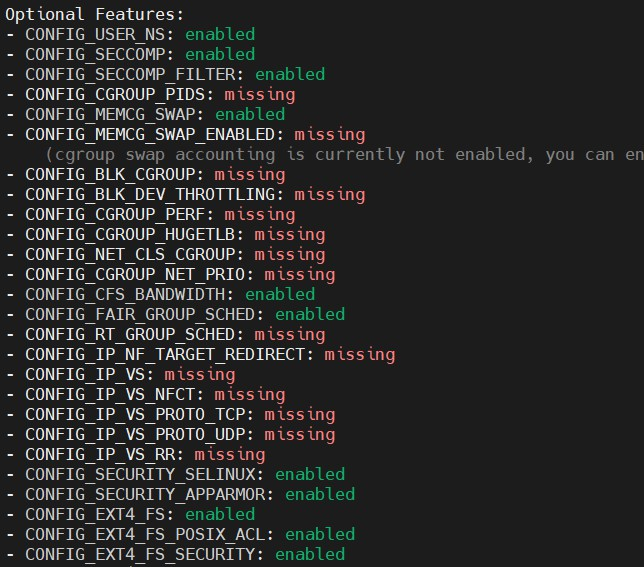 Optional Features:
- CONFIG_USER_NS: enabled
- CONFIG_SECCOMP: enabled
- CONFIG_SECCOMP_FILTER: enabled
- CONFIG_CGROUP_PIDS: missing
- CONFIG_MEMCG_SWAP: enabled
- CONFIG_MEMCG_SWAP_ENABLED: missing
(cgroup swap accounting is currently not enabled, you can en
- CONFIG_BLK_CGROUP: missing
- CONFIG_BLK_DEV_THROTTLING: missing
- CONFIG_CGROUP_PERF: missing
- CONFIG_CGROUP_HUGETLB: missing
- CONFIG_NET_CLS_CGROUP: missing
- CONFIG_CGROUP_NET_PRIO: missing
- CONFIG_CFS_BANDWIDTH: enabled
- CONFIG_FAIR_GROUP_SCHED: enabled
- CONFIG_RT_GROUP_SCHED: missing
- CONFIG_IP_NF_TARGET_REDIRECT: missing
- CONFIG_IP_VS: missing
- CONFIG_IP_VS_NFCT: missing
- CONFIG_IP_VS_PROTO_TCP: missing
- CONFIG_IP_VS_PROTO_UDP: missing
- CONFIG_IP_VS_RR: missing
- CONFIG_SECURITY_SELINUX: enabled
- CONFIG_SECURITY_APPARMOR: enabled
- CONFIG_EXT4_FS: enabled
- CONFIG_EXT4_FS_POSIX_ACL: enabled
- CONFIG_EXT4_FS_SECURITY: enabled